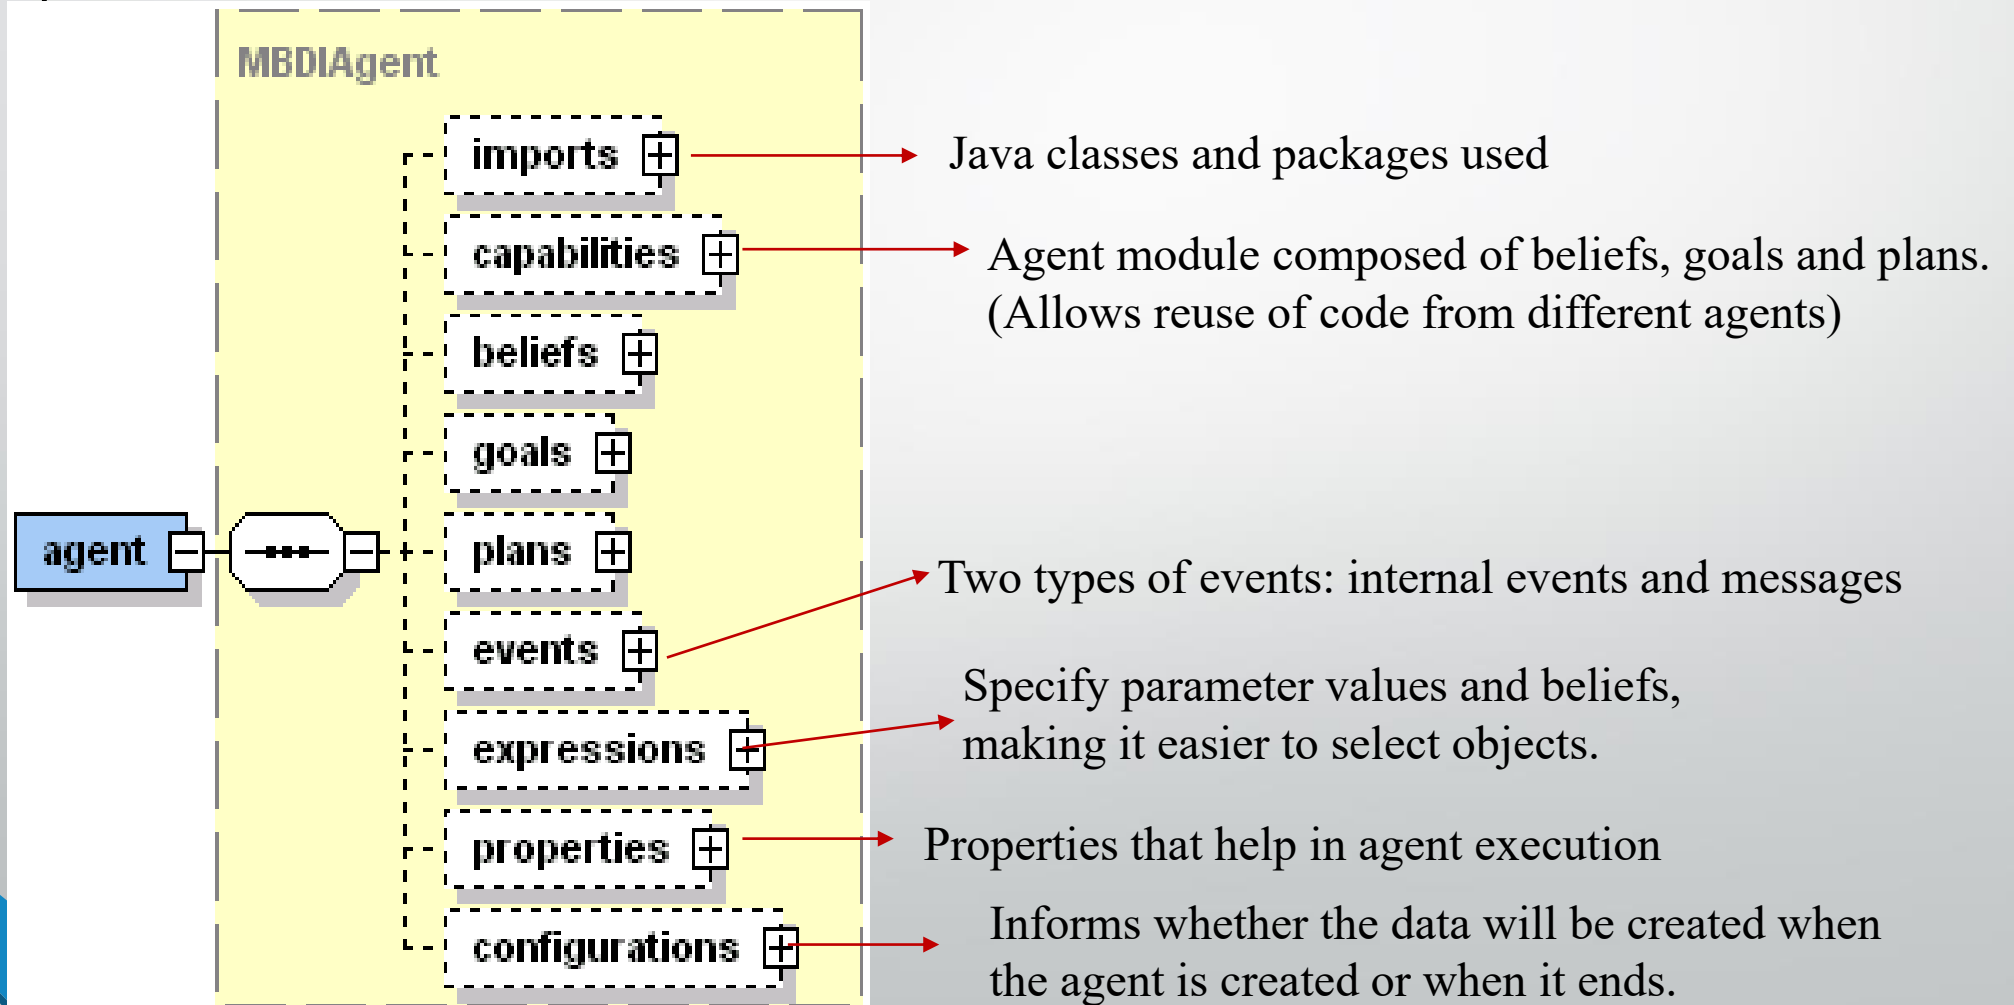 MBDIAgent
imports
Java classes and packages used
capabilities
Agent module composed of beliefs, goals and plans.
(Allows reuse of code from different agents)
beliefs
goals
agent
plans
events
Two types of events: internal events and messages
expressions
Specify parameter values and beliefs,
making it easier to select objects.
properties
Properties that help in agent execution
configurations
Informs whether the data will be created when
the agent is created or when it ends.